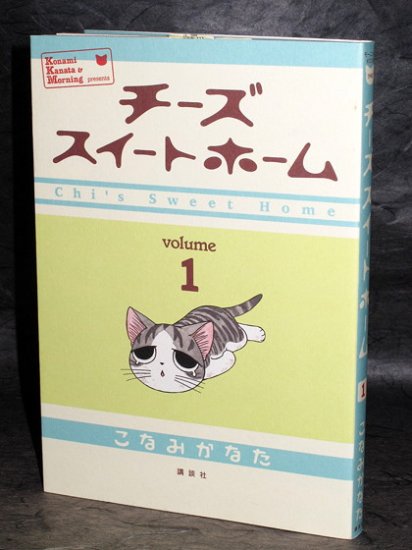 Konami
Kanata &
Morning presents
チーズ
スイートホーム
Chi's Sweet Home
volume
1
こなみかなた
講談社
チーズスイートホーム
1
こなみかなた